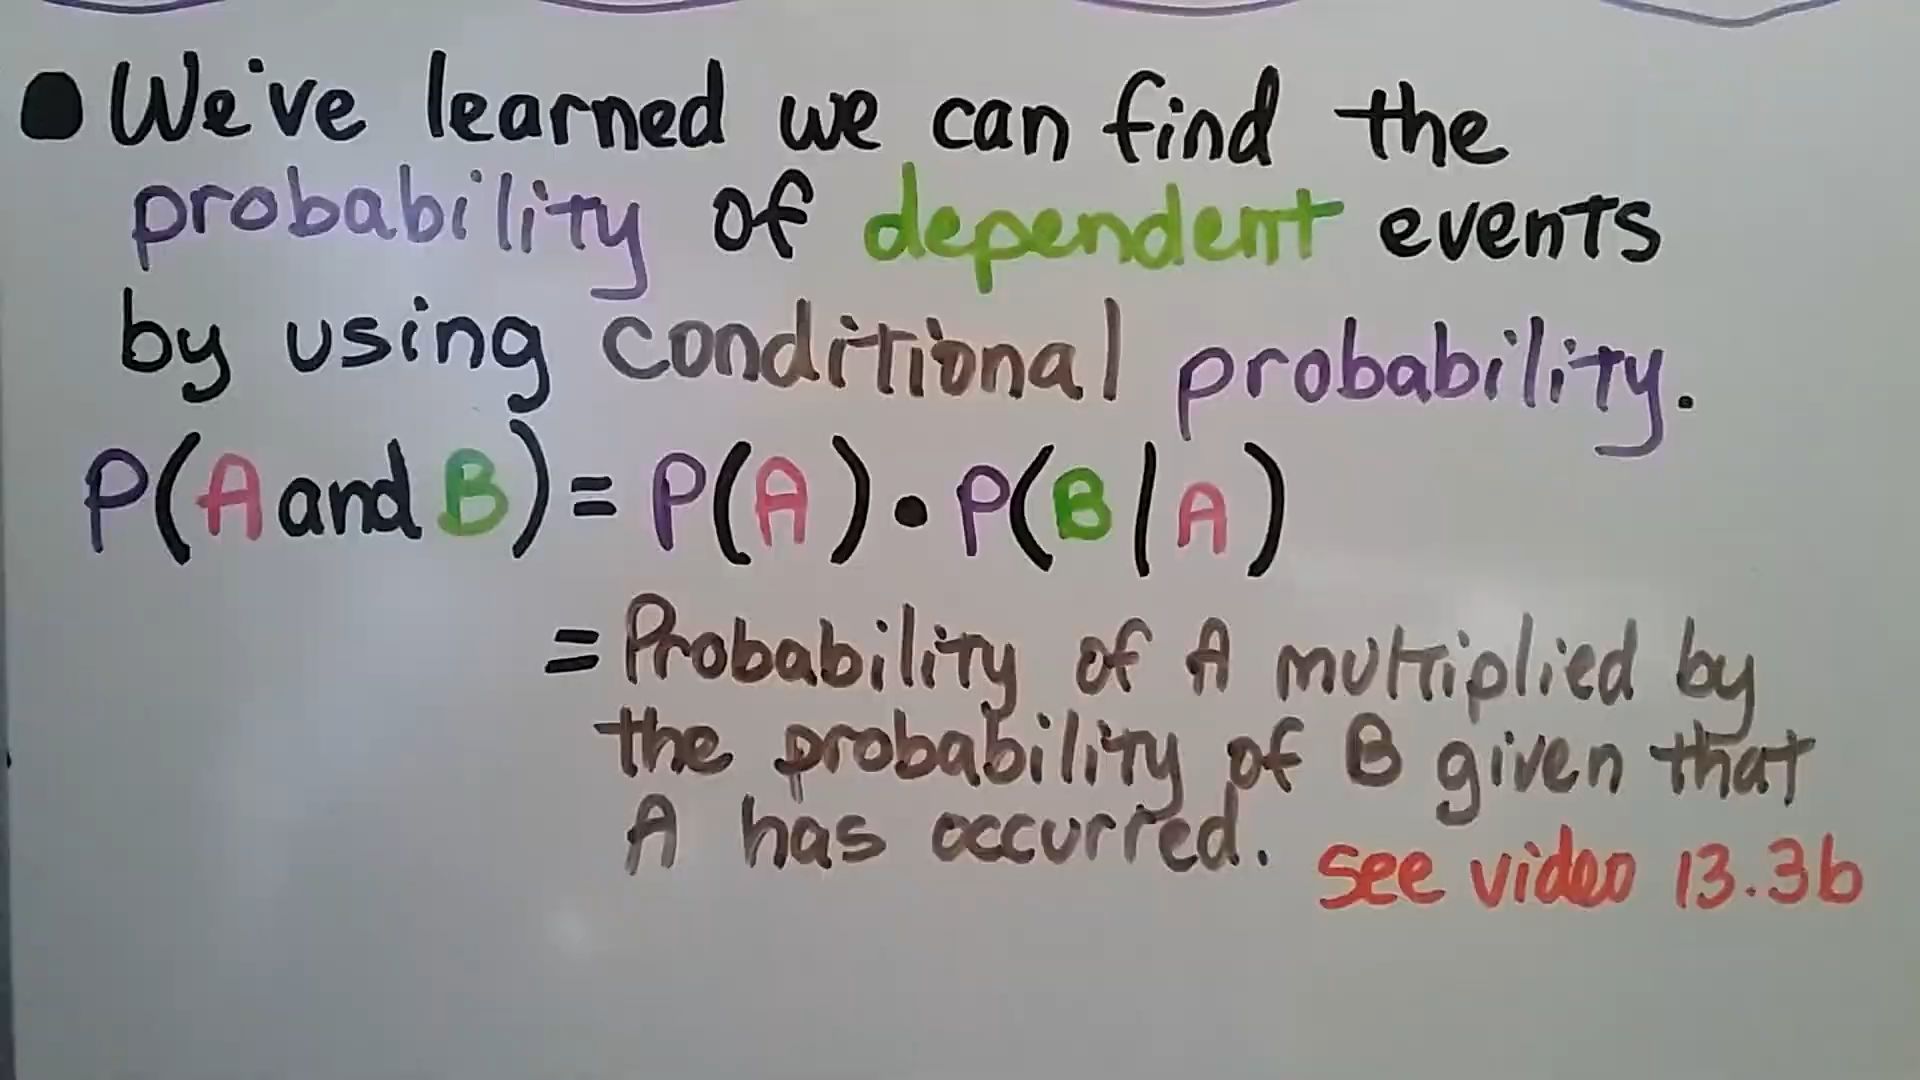 ● We've learned we can find the
probability of dependent events
by using conditional probability.
P(A and B) = P(A) • P(B|A)
= Probability of A multiplied by
the probability of B given that
A has occurred. see video 13.3b